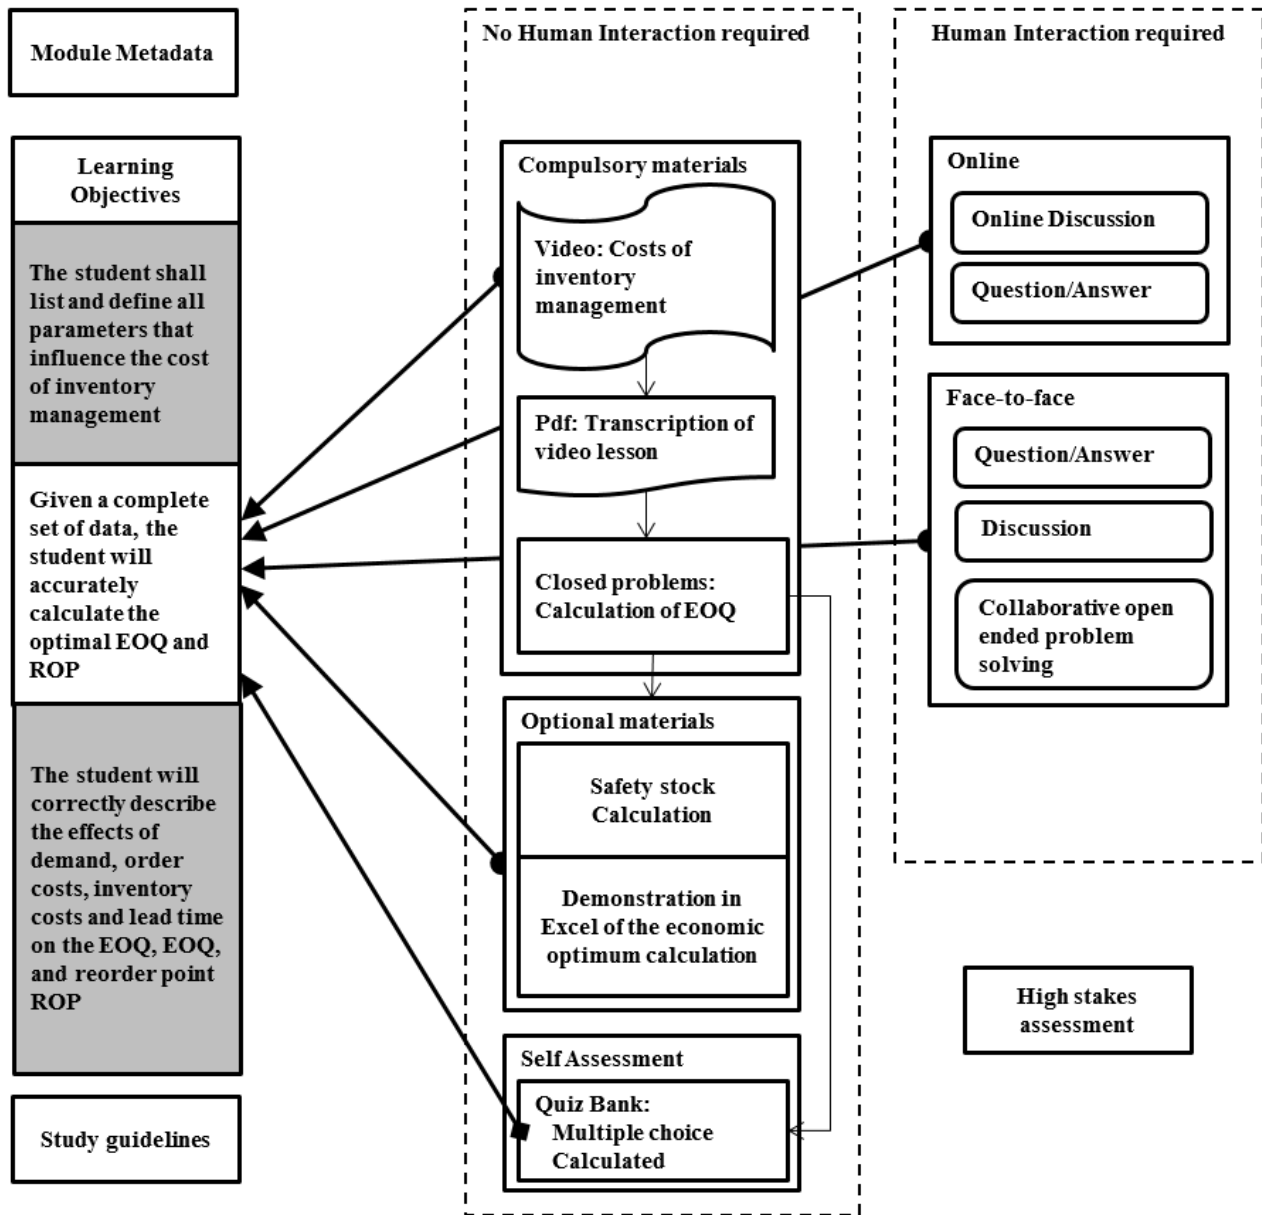 Module Metadata
Learning
Objectives
The student shall
list and define all
parameters that
influence the cost
of inventory
management
Given a complete
set of data, the
student will
accurately
calculate the
optimal EOQ and
ROP
The student will
correctly describe
the effects of
demand, order
costs, inventory
costs and lead time
on the EOQ, EOQ,
and reorder point
ROP
Study guidelines
No Human Interaction required
Compulsory materials
Video: Costs of
inventory
management
Pdf: Transcription of
video lesson
Closed problems:
Calculation of EOQ
Optional materials
Safety stock
Calculation
Demonstration in
Excel of the economic
optimum calculation
Self Assessment
Quiz Bank:
Multiple choice
Calculated
Human Interaction required
Online
Online Discussion
Question/Answer
Face-to-face
Question/Answer
Discussion
Collaborative open
ended problem
solving
High stakes
assessment